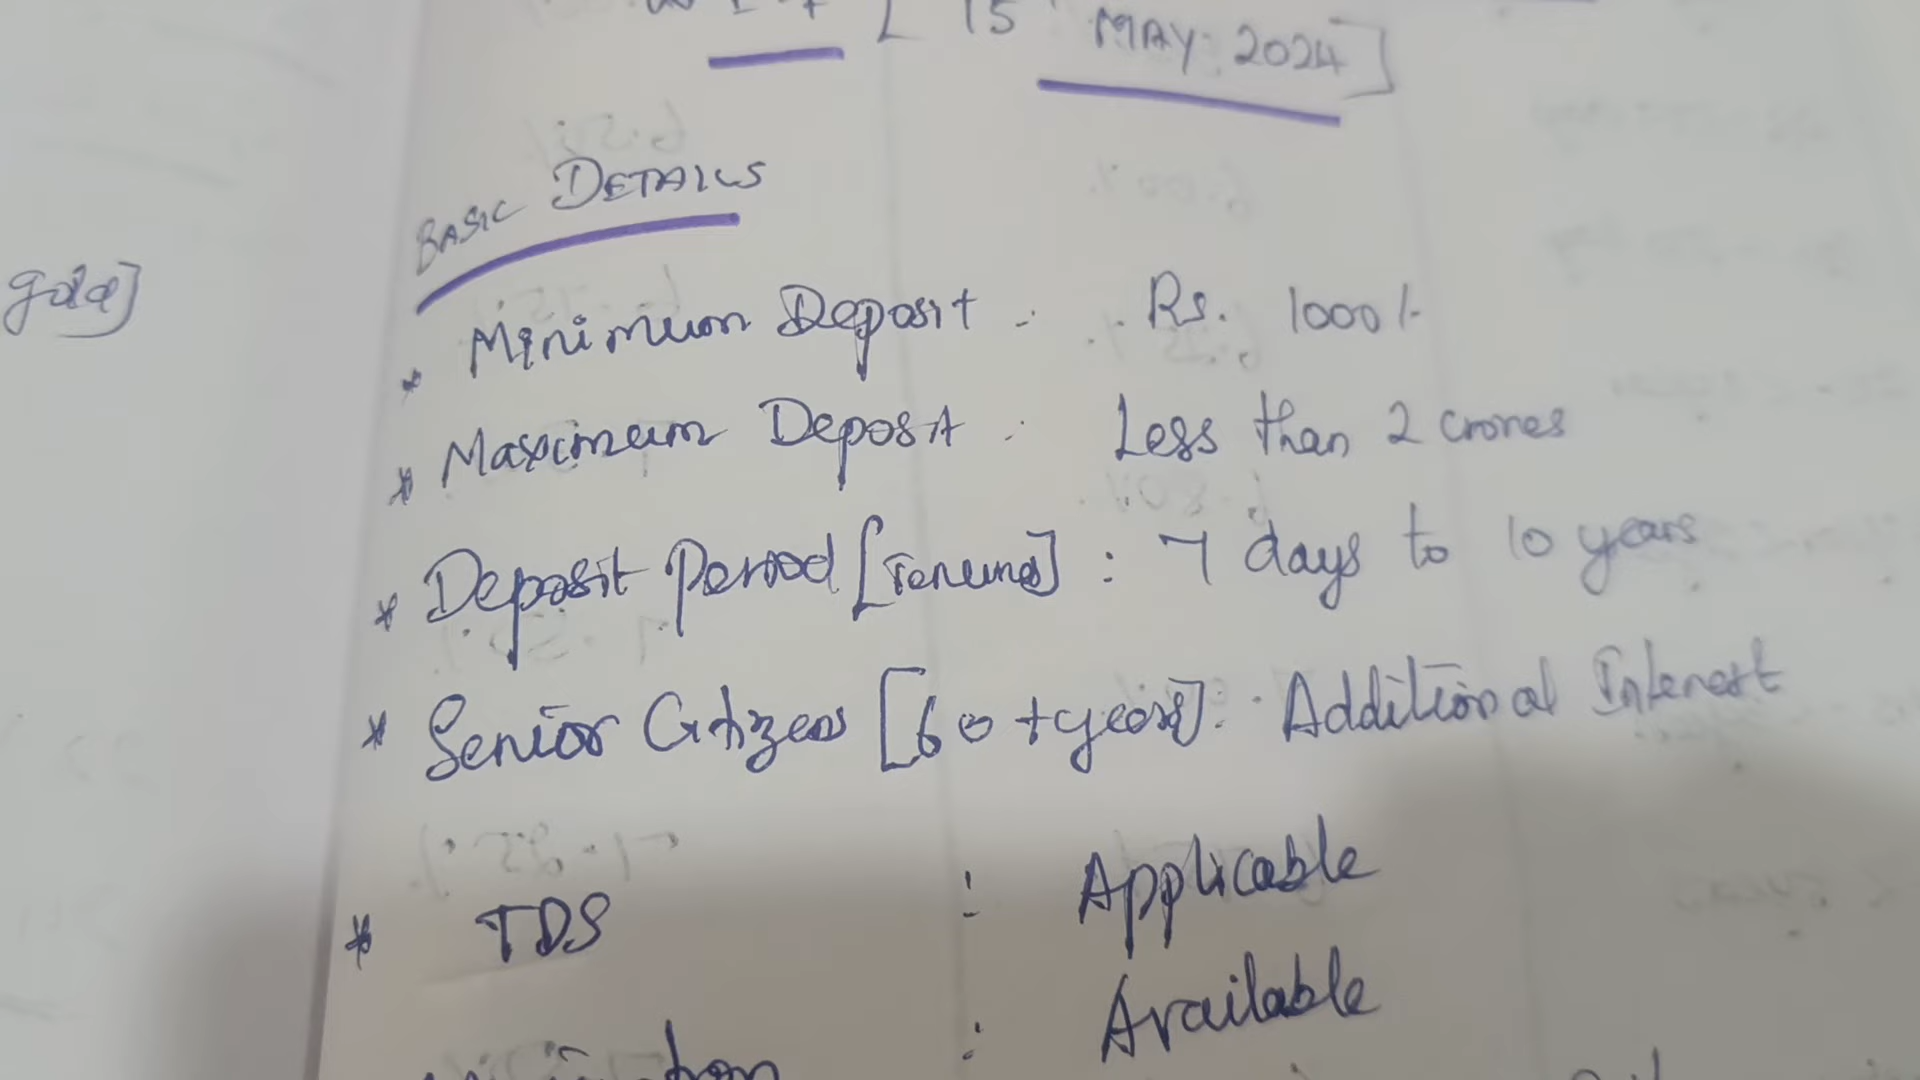 [ 15 MAY 2024]
BASIC DETAILS
gold]
* Minimum Deposit : Rs. 1000/-
* Maximum Deposit : Less than 2 crores
* Deposit Period [Tenure] : 7 days to 10 years
* Senior Citizens [60+years] : Additional Interest
* TDS : Applicable
: Available